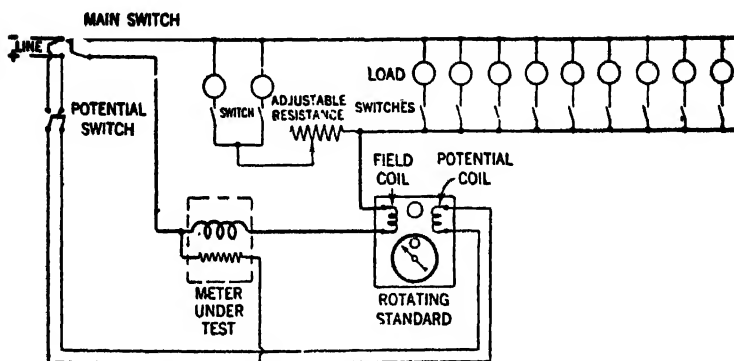 MAIN SWITCH
LINE
POTENTIAL
SWITCH
SWITCH
ADJUSTABLE
RESISTANCE
LOAD
SWITCHES
FIELD
COIL
POTENTIAL
COIL
METER
UNDER
TEST
ROTATING
STANDARD